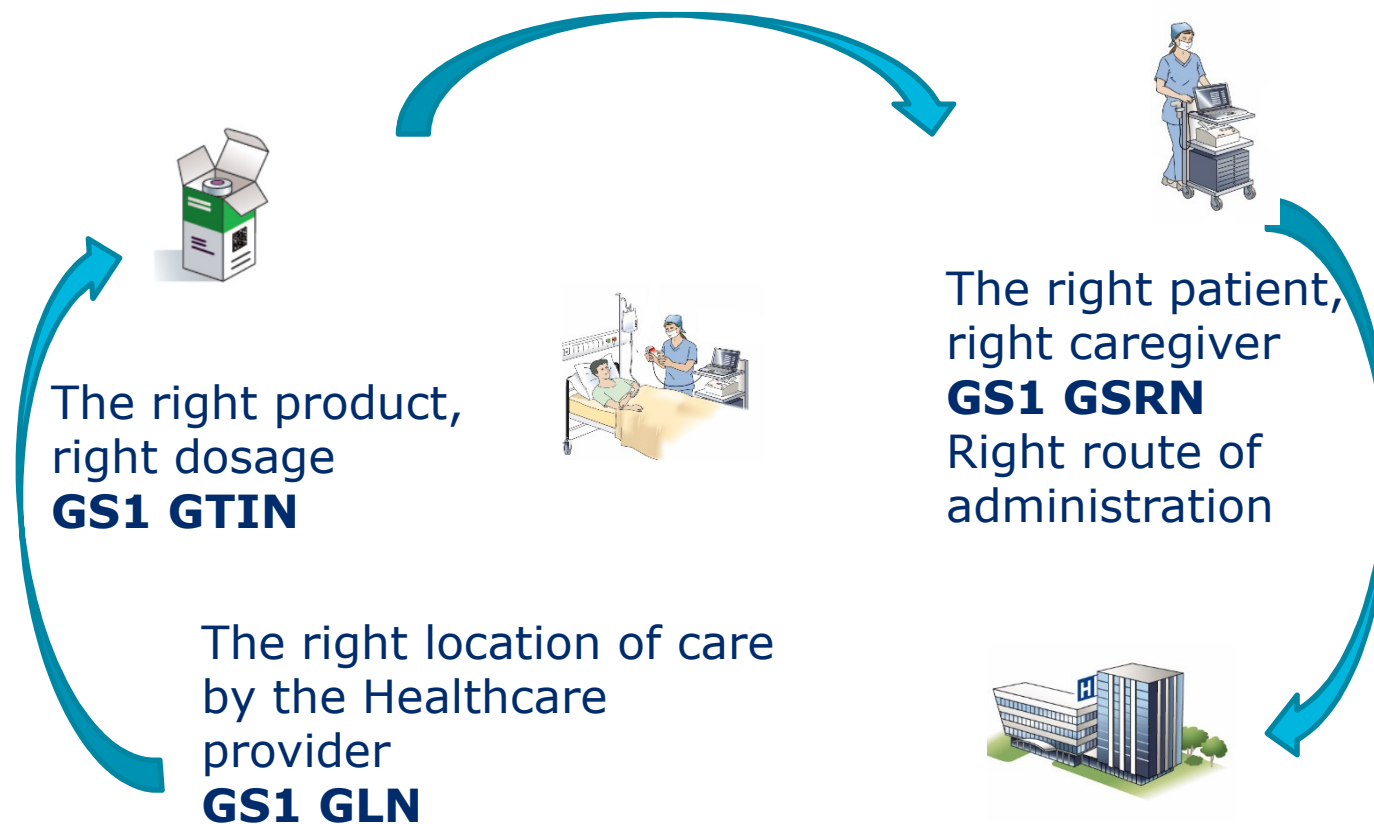 The right product,
right dosage
GS1 GTIN
The right patient,
right caregiver
GS1 GSRN
Right route of
administration
The right location of care
by the Healthcare
provider
GS1 GLN
H